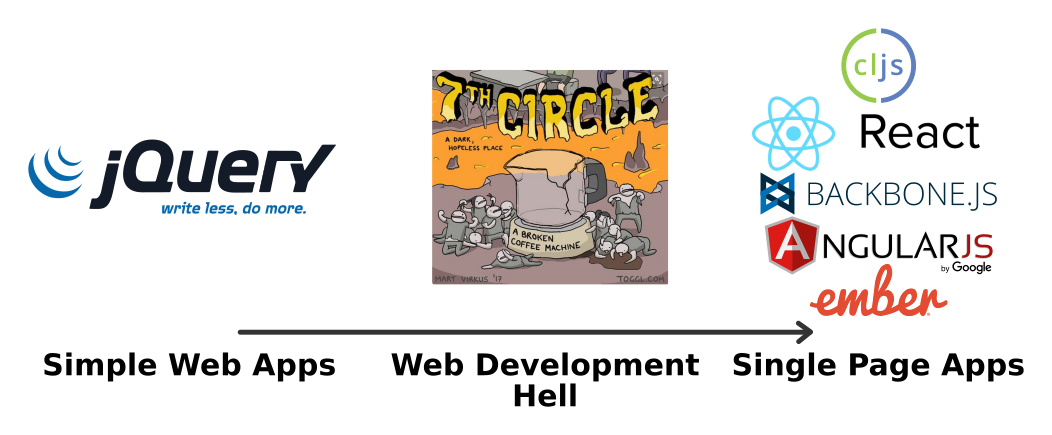 cljs
React
BACKBONE.JS
ANGULARJS
by Google
ember
jQuery
write less, do more.
7TH CIRCLE
A DARK,
HOPELESS PLACE
A BROKEN
COFFEE MACHINE
MART VIRKUS '17
TOGGL.COM
Simple Web Apps
Web Development
Hell
Single Page Apps